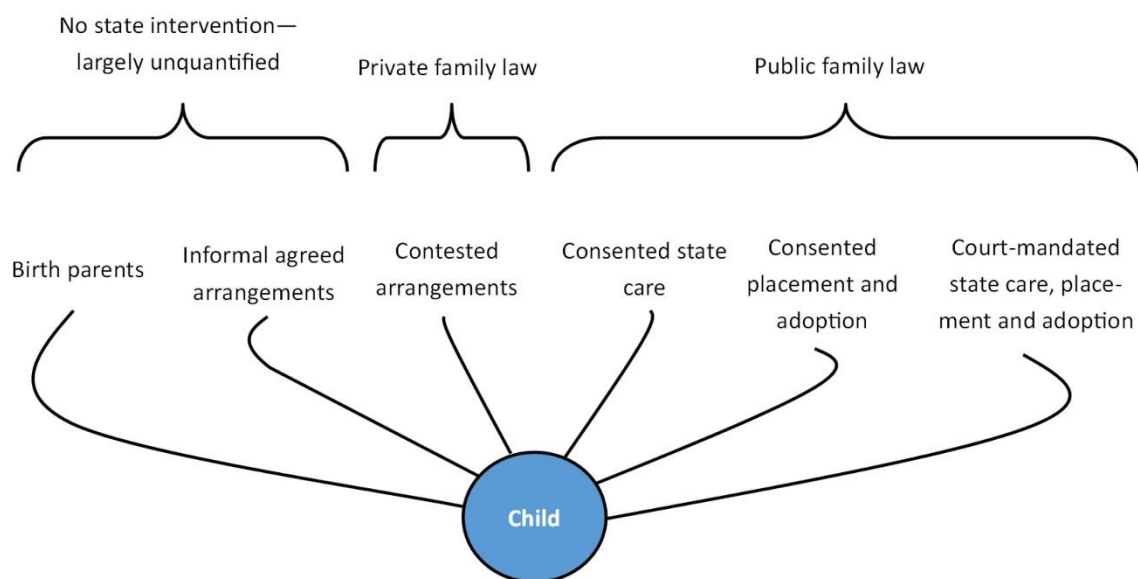 No state intervention—
largely unquantified
Private family law
Public family law
Birth parents
Informal agreed
arrangements
Contested
arrangements
Consented state
care
Consented
placement and
adoption
Court-mandated
state care, place-
ment and adoption
Child